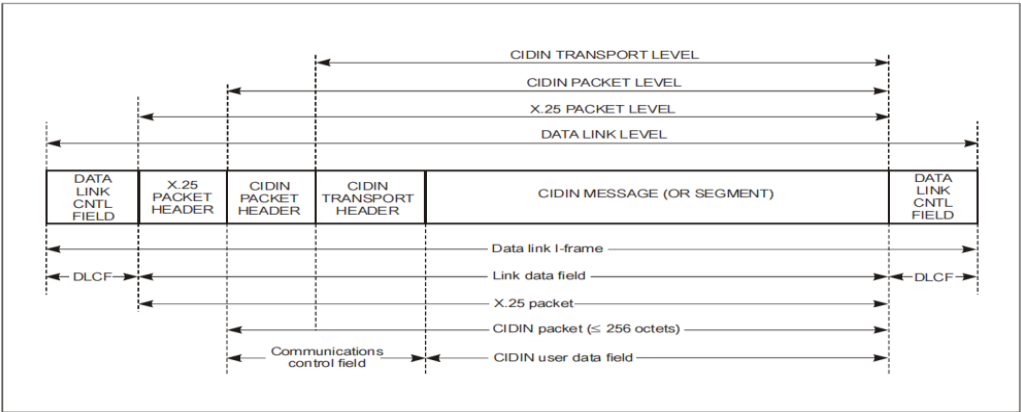 CIDIN TRANSPORT LEVEL
CIDIN PACKET LEVEL
X.25 PACKET LEVEL
DATA LINK LEVEL
DATA
LINK
CNTL
FIELD
X.25
PACKET
HEADER
CIDIN
PACKET
HEADER
CIDIN
TRANSPORT
HEADER
CIDIN MESSAGE (OR SEGMENT)
DATA
LINK
CNTL
FIELD
Data link I-frame
DLCF
Link data field
DLCF
X.25 packet
CIDIN packet (≤ 256 octets)
Communications
control field
CIDIN user data field